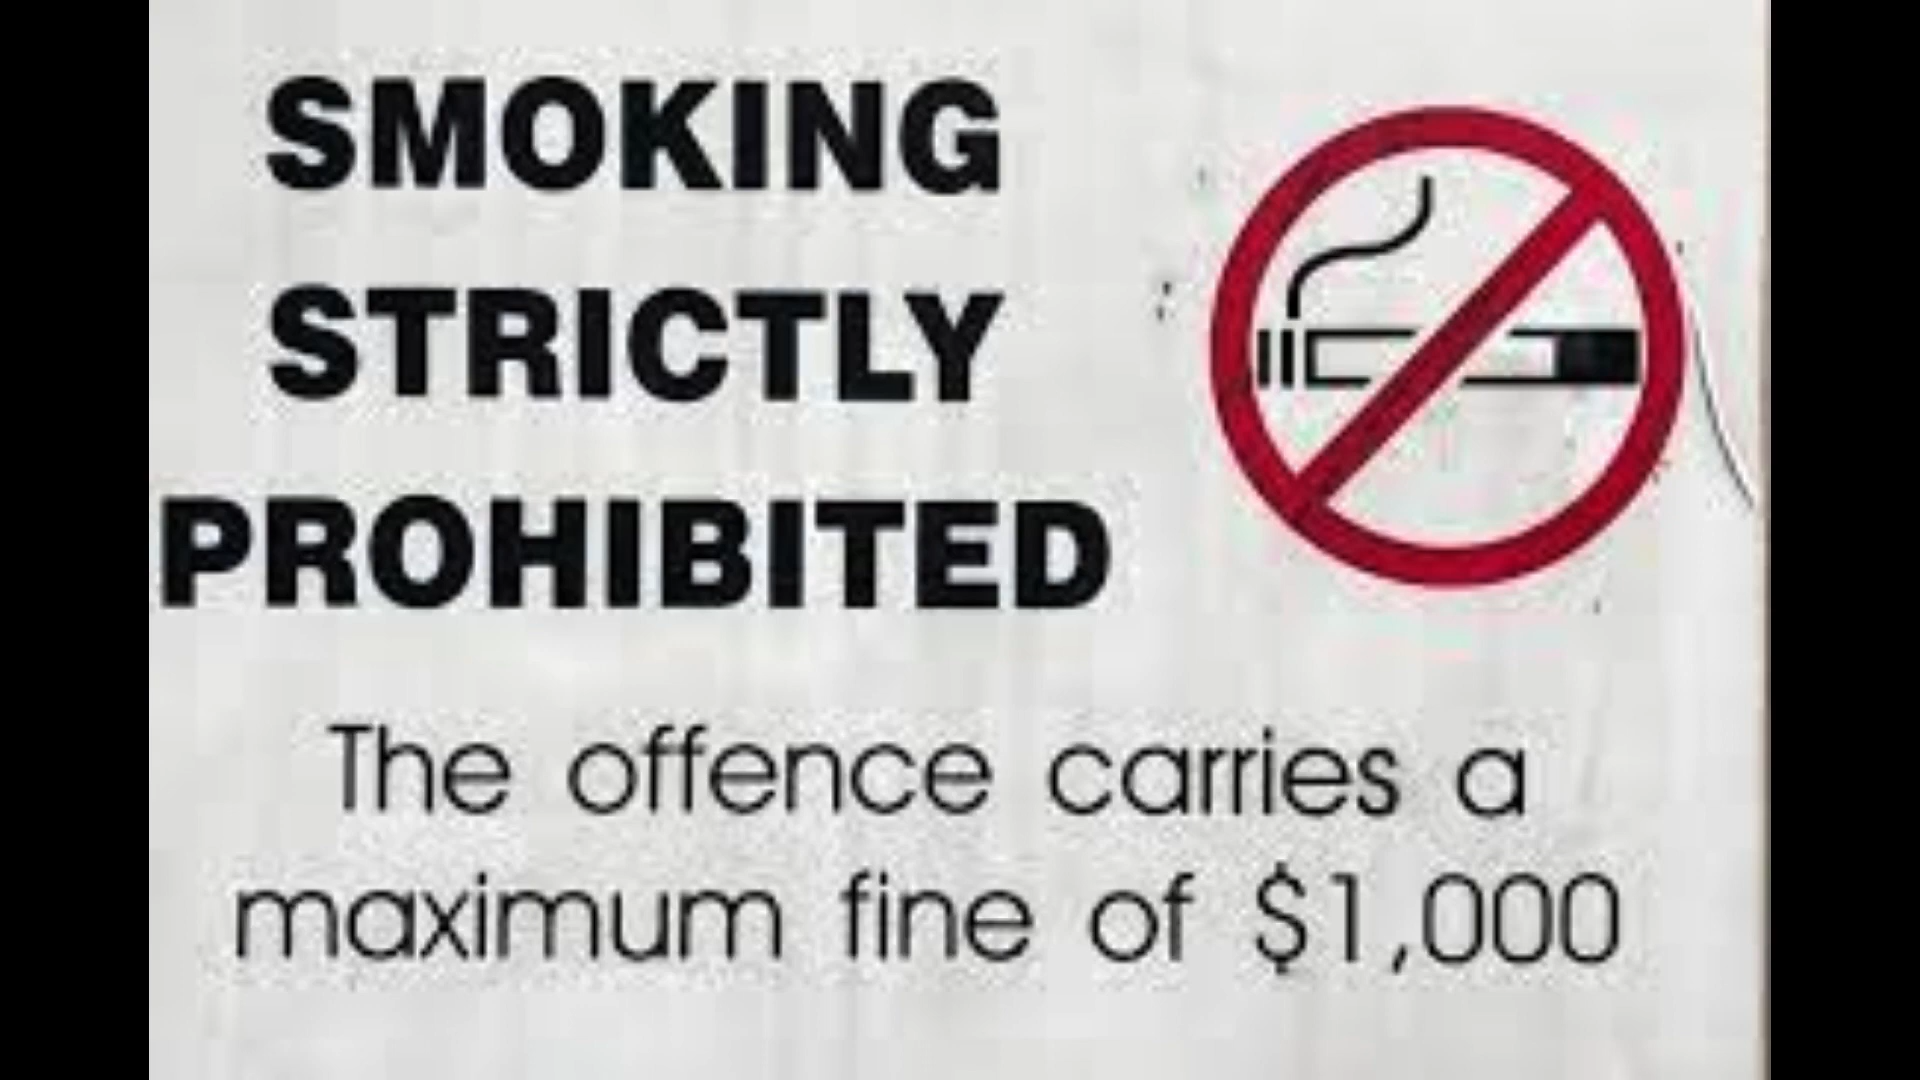 SMOKING
STRICTLY
PROHIBITED
The offence carries a
maximum fine of $1,000